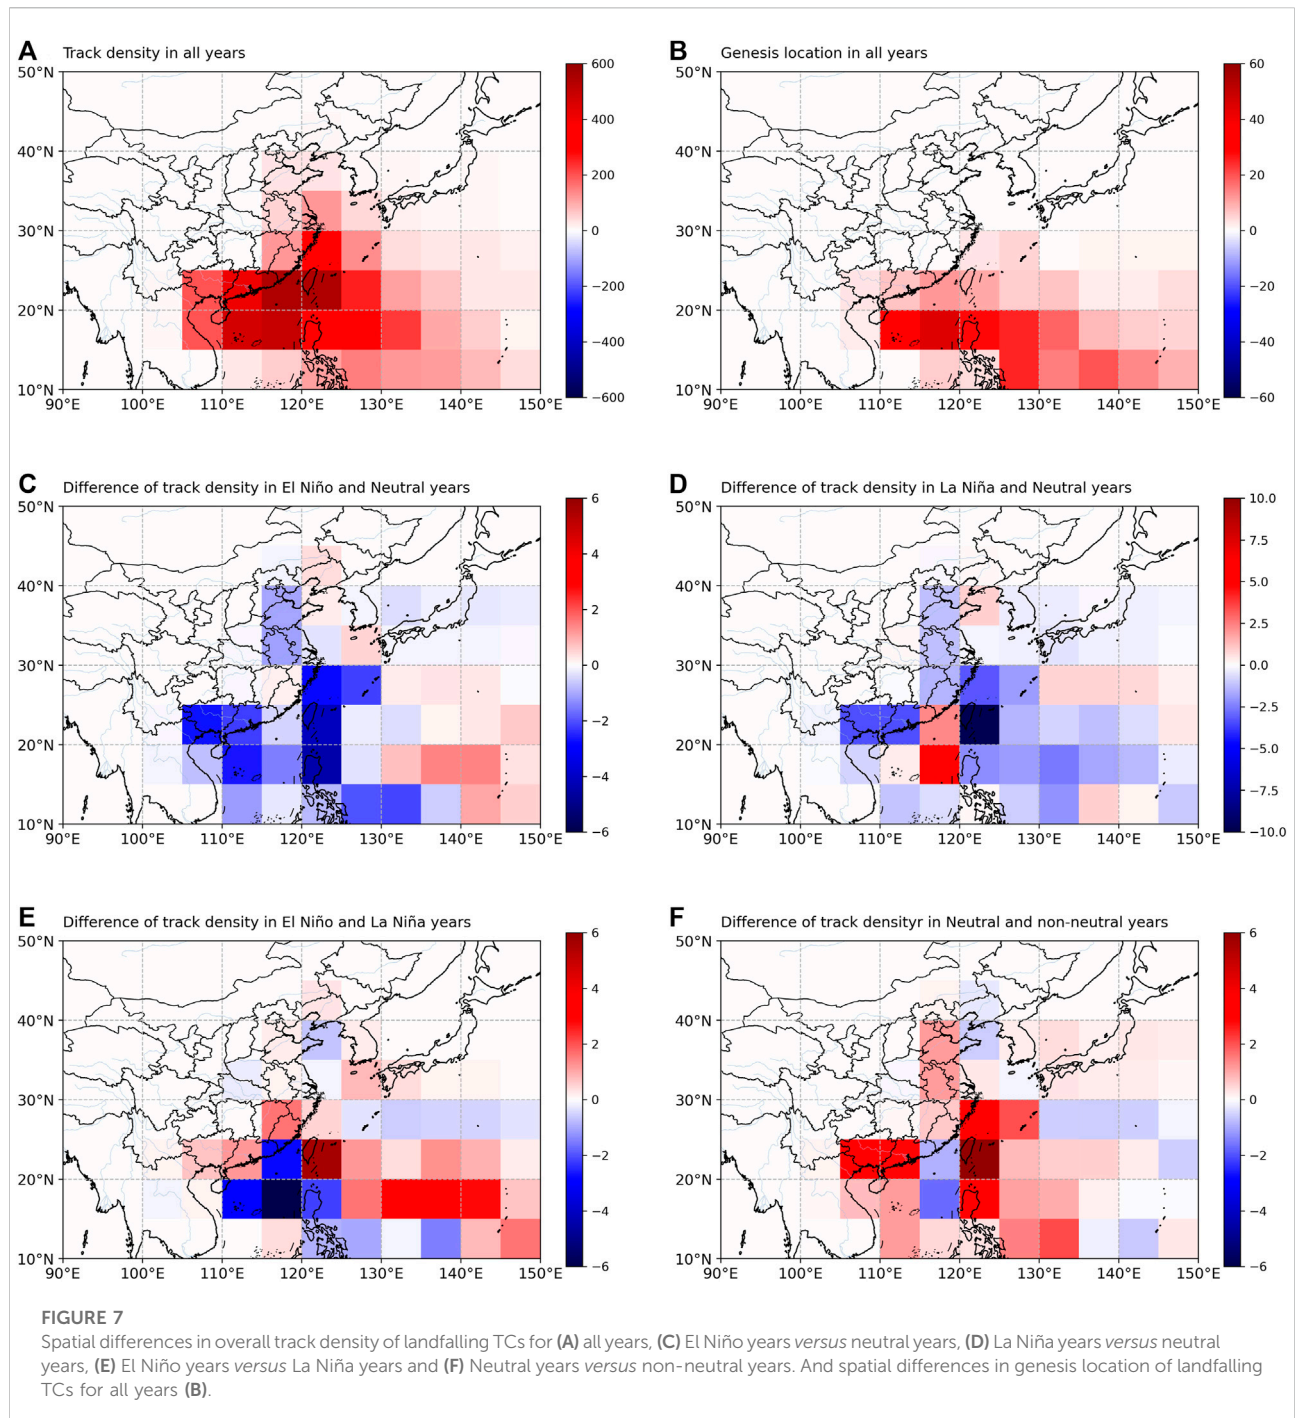 A
Track density in all years
50°N
40°N
30°N
20°N
10°N
90°E 100°E 110°E 120°E 130°E 140°E 150°E
600
400
200
0
−200
−400
−600
B
Genesis location in all years
50°N
40°N
30°N
20°N
10°N
90°E 100°E 110°E 120°E 130°E 140°E 150°E
60
40
20
0
−20
−40
−60
C
Difference of track density in El Niño and Neutral years
50°N
40°N
30°N
20°N
10°N
90°E 100°E 110°E 120°E 130°E 140°E 150°E
6
4
2
0
−2
−4
−6
D
Difference of track density in La Niña and Neutral years
50°N
40°N
30°N
20°N
10°N
90°E 100°E 110°E 120°E 130°E 140°E 150°E
10.0
7.5
5.0
2.5
0.0
−2.5
−5.0
−7.5
−10.0
E
Difference of track density in El Niño and La Niña years
50°N
40°N
30°N
20°N
10°N
90°E 100°E 110°E 120°E 130°E 140°E 150°E
6
4
2
0
−2
−4
−6
F
Difference of track densityr in Neutral and non-neutral years
50°N
40°N
30°N
20°N
10°N
90°E 100°E 110°E 120°E 130°E 140°E 150°E
6
4
2
0
−2
−4
−6
FIGURE 7
Spatial differences in overall track density of landfalling TCs for (A) all years, (C) El Niño years versus neutral years, (D) La Niña years versus neutral
years, (E) El Niño years versus La Niña years and (F) Neutral years versus non-neutral years. And spatial differences in genesis location of landfalling
TCs for all years (B).